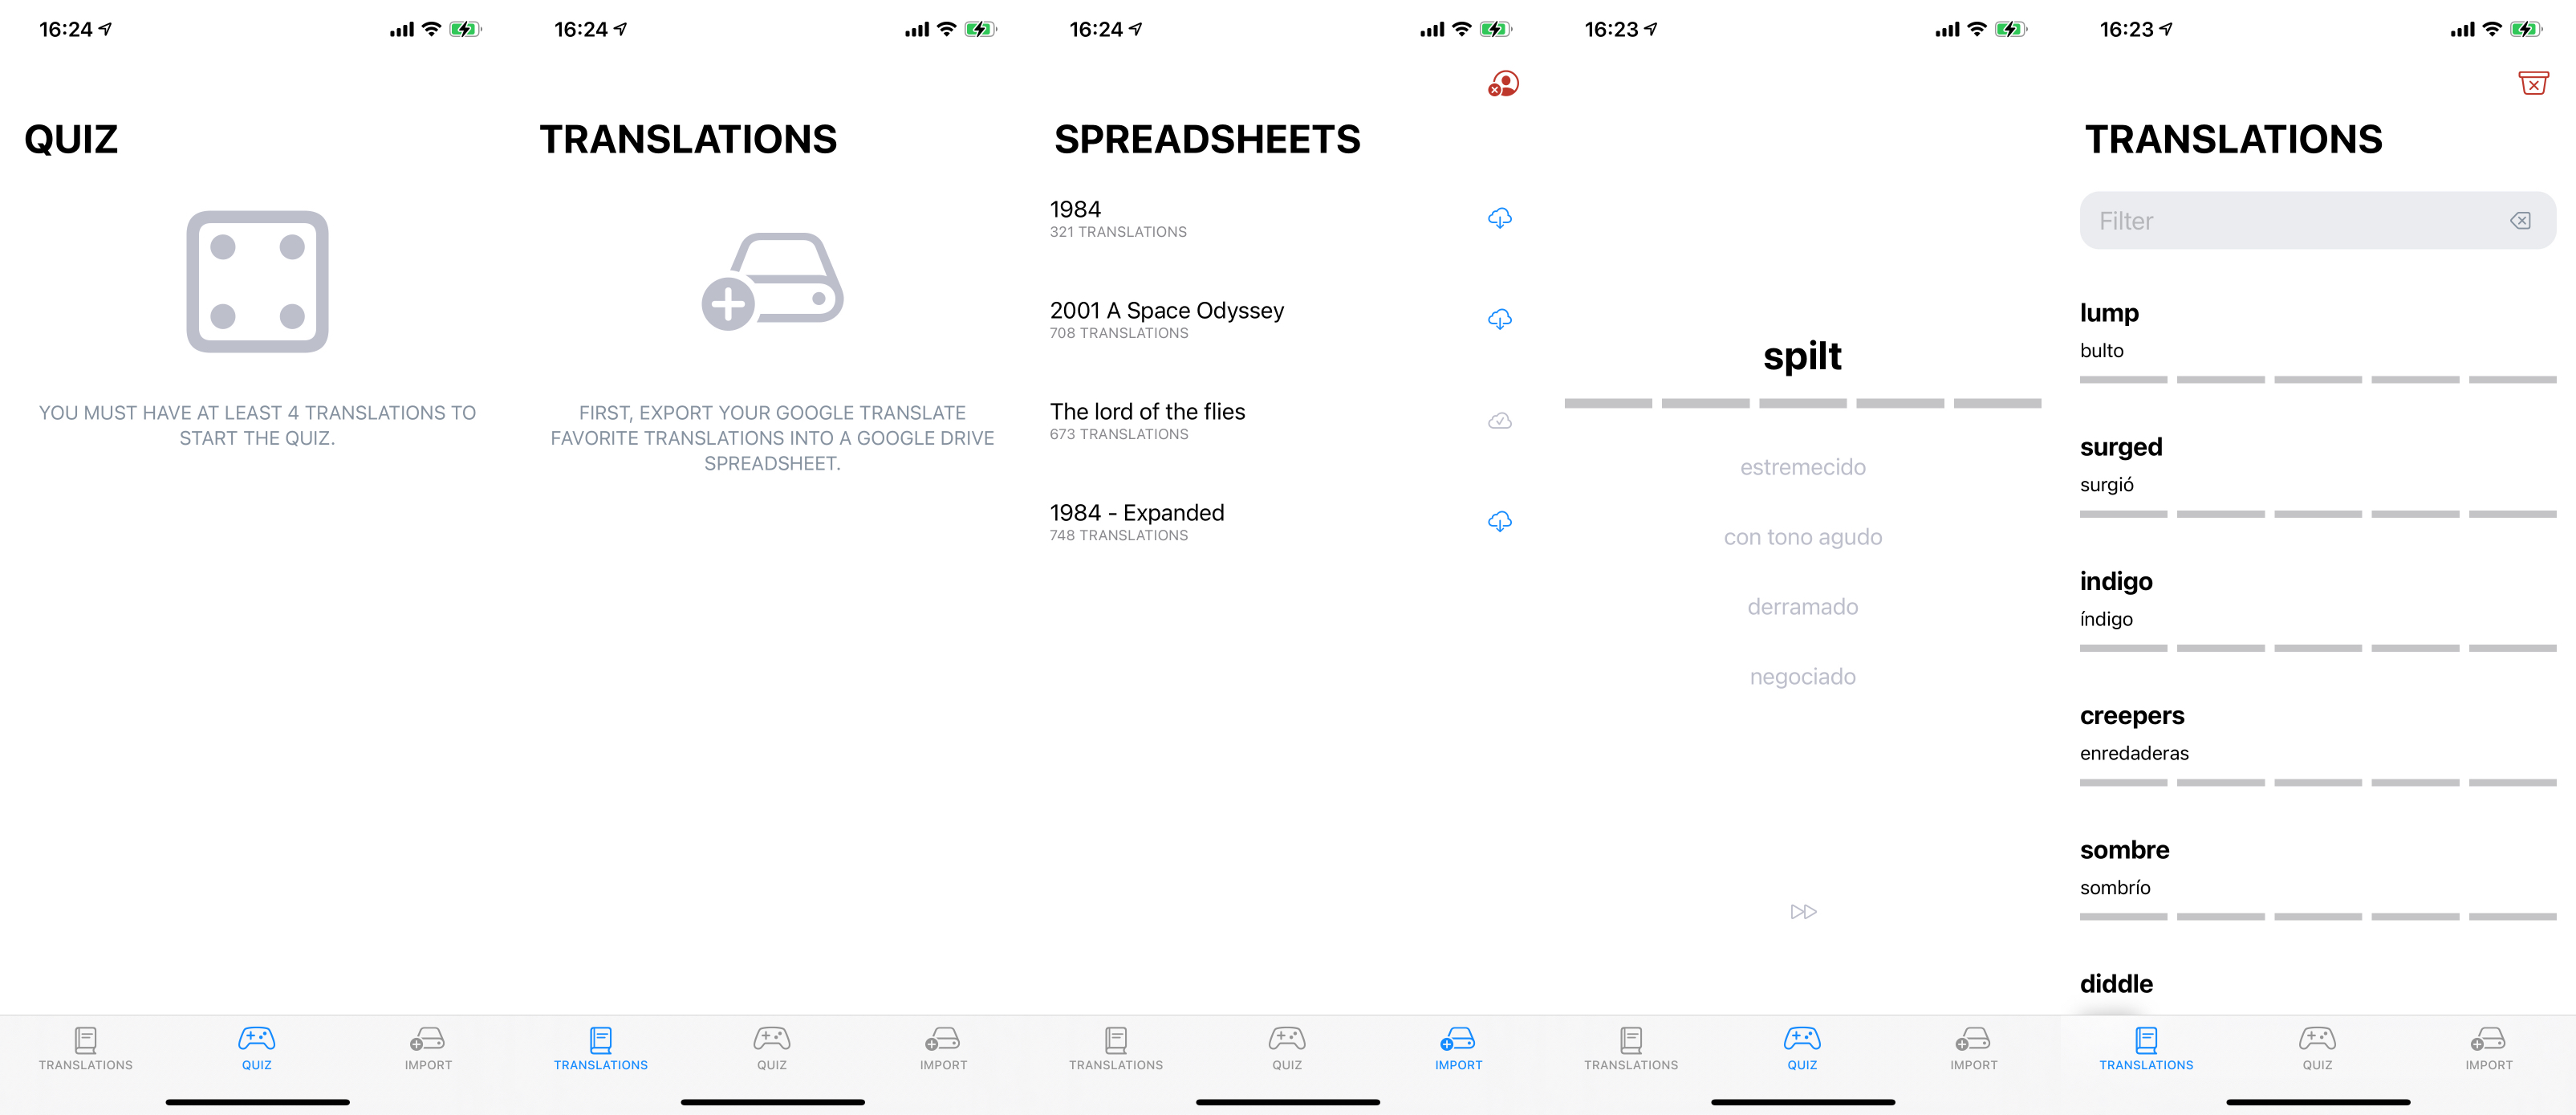 16:24
QUIZ
YOU MUST HAVE AT LEAST 4 TRANSLATIONS TO
START THE QUIZ.
TRANSLATIONS
QUIZ
IMPORT
16:24
TRANSLATIONS
FIRST, EXPORT YOUR GOOGLE TRANSLATE
FAVORITE TRANSLATIONS INTO A GOOGLE DRIVE
SPREADSHEET.
TRANSLATIONS
QUIZ
IMPORT
16:24
SPREADSHEETS
1984
321 TRANSLATIONS
2001 A Space Odyssey
708 TRANSLATIONS
The lord of the flies
673 TRANSLATIONS
1984 - Expanded
748 TRANSLATIONS
TRANSLATIONS
QUIZ
IMPORT
16:23
spilt
estremecido
con tono agudo
derramado
negociado
TRANSLATIONS
QUIZ
IMPORT
16:23
TRANSLATIONS
Filter
lump
bulto
surged
surgió
indigo
índigo
creepers
enredaderas
sombre
sombrío
diddle
TRANSLATIONS
QUIZ
IMPORT